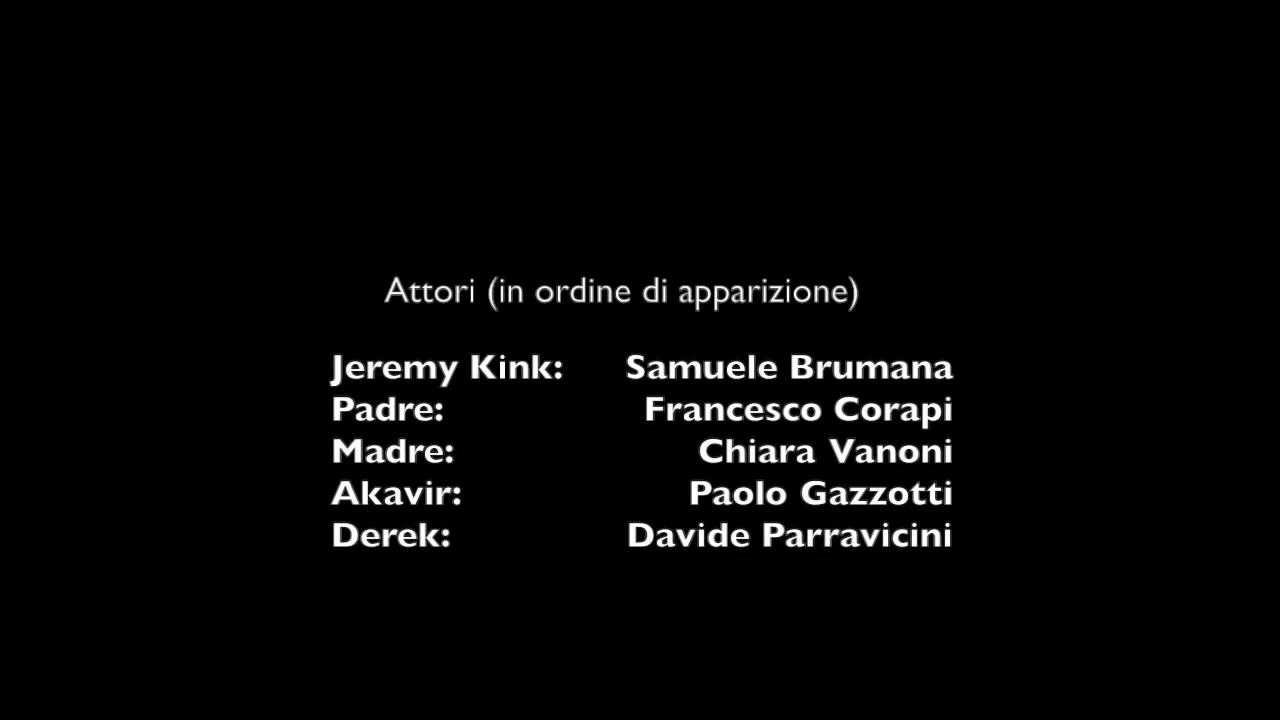 Attori (in ordine di apparizione)
Jeremy Kink: Samuele Brumana
Padre: Francesco Corapi
Madre: Chiara Vanoni
Akavir: Paolo Gazzotti
Derek: Davide Parravicini